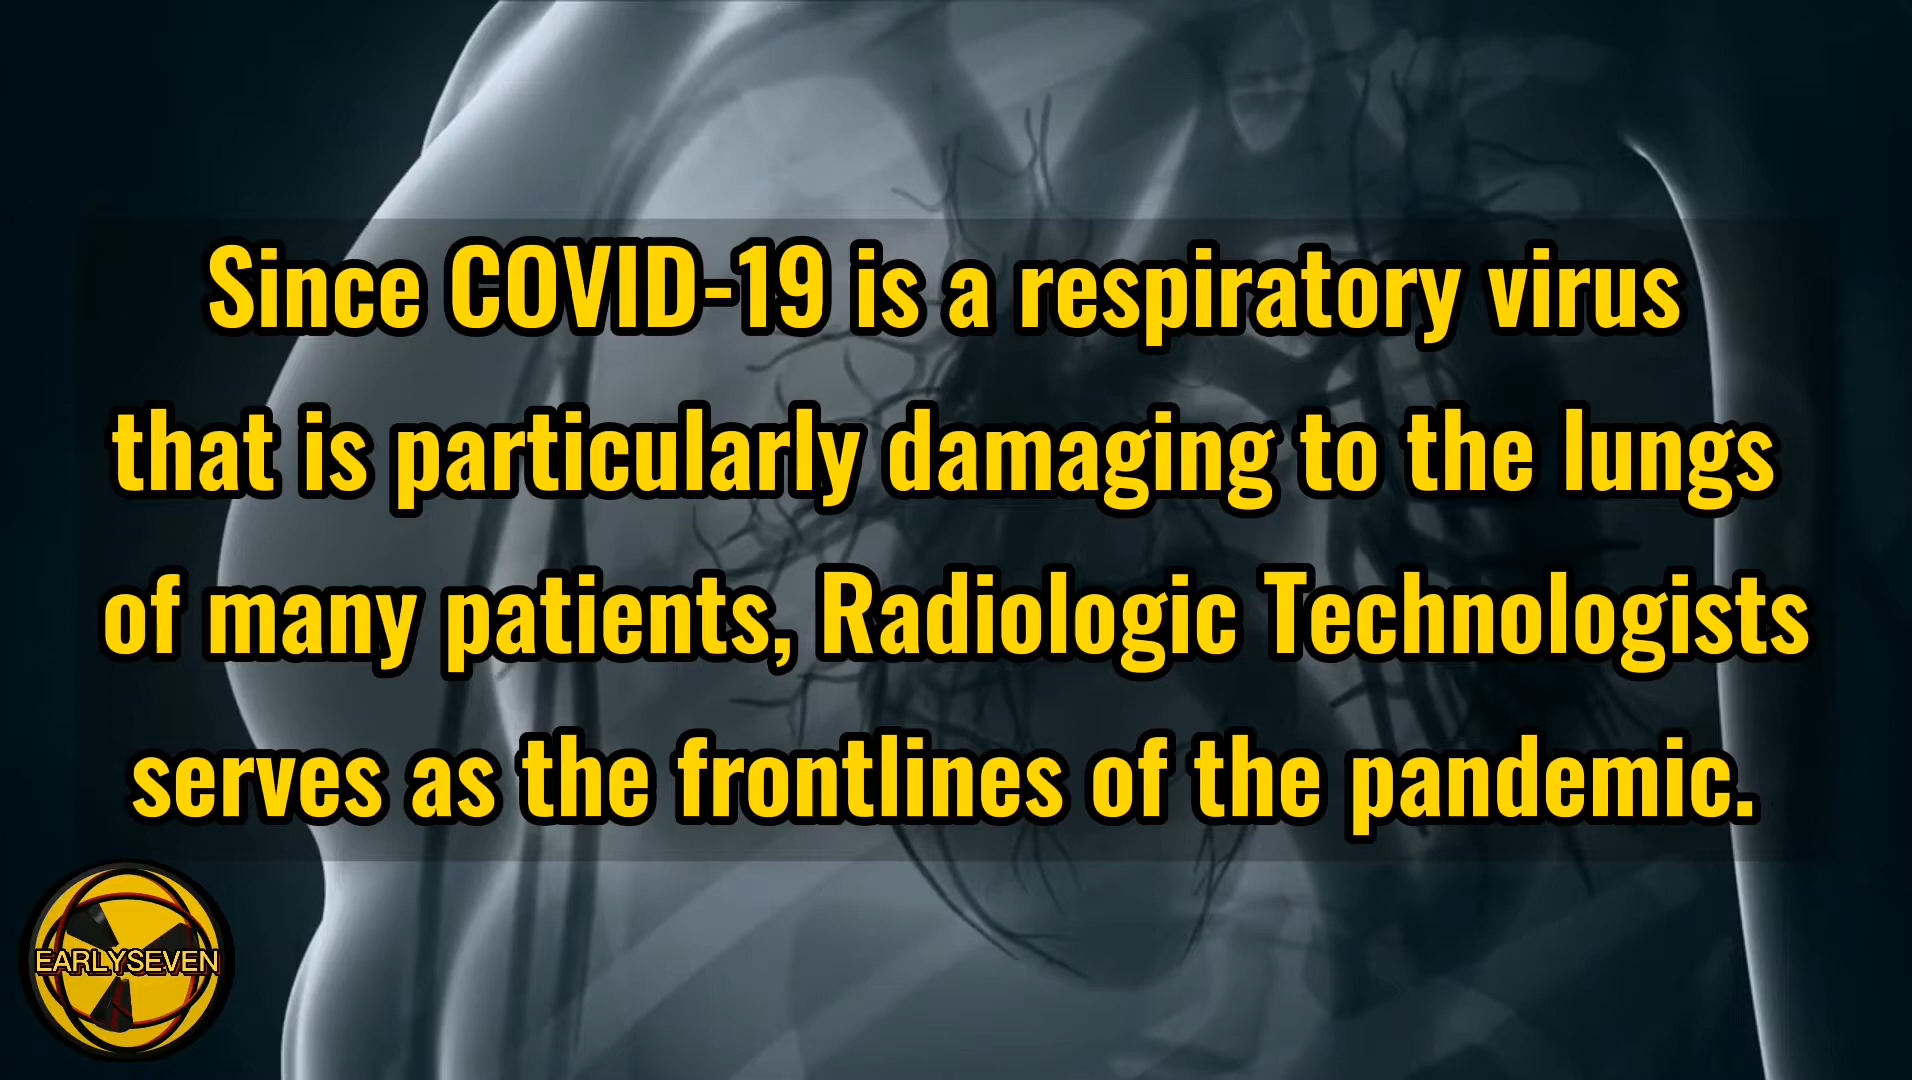 Since COVID-19 is a respiratory virus
that is particularly damaging to the lungs
of many patients, Radiologic Technologists
serves as the frontlines of the pandemic.
EARLYSEVEN